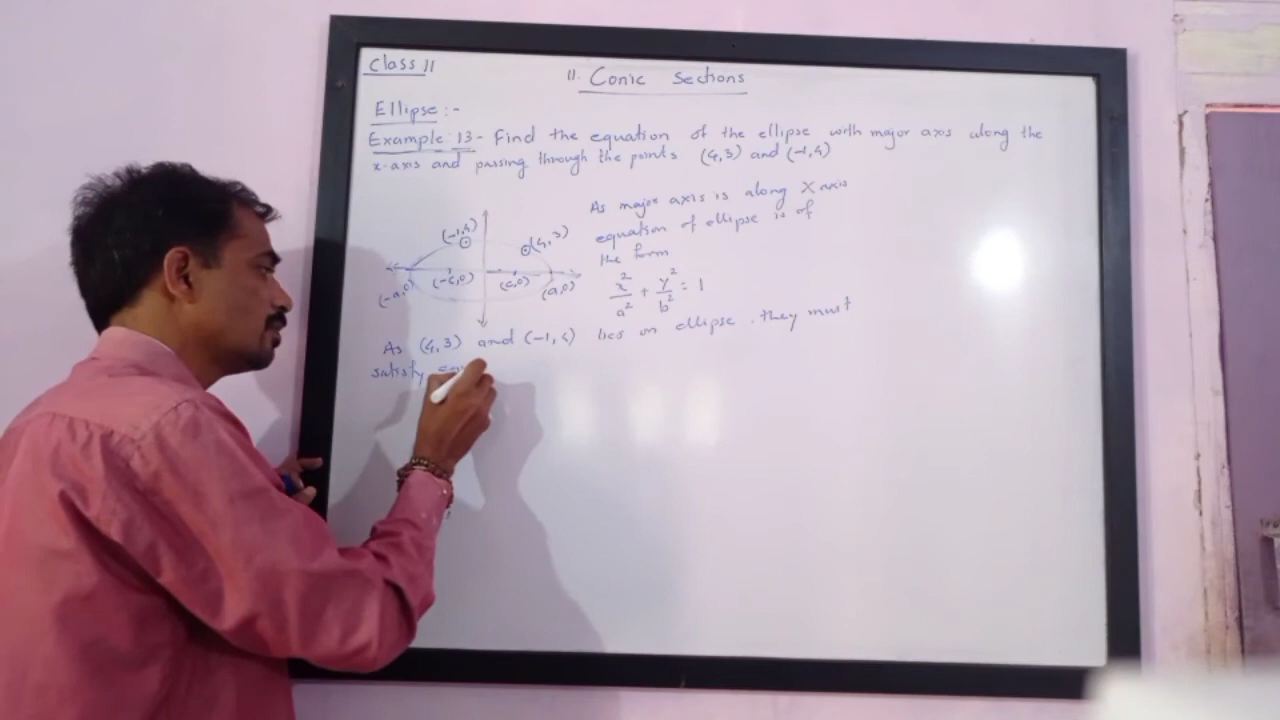 Class 11
11. Conic Sections
Ellipse:-
Example: 13- Find the equation of the ellipse with major axis along the
x-axis and passing through the points (4,3) and (-1,4)
As major axis is along X axis
equation of ellipse is of
the form
x²/a² + y²/b² = 1
(-1,4)
(4,3)
(-a,0) (-c,0) (c,0) (a,0)
As (4,3) and (-1,4) lies on ellipse. they must
satisfy